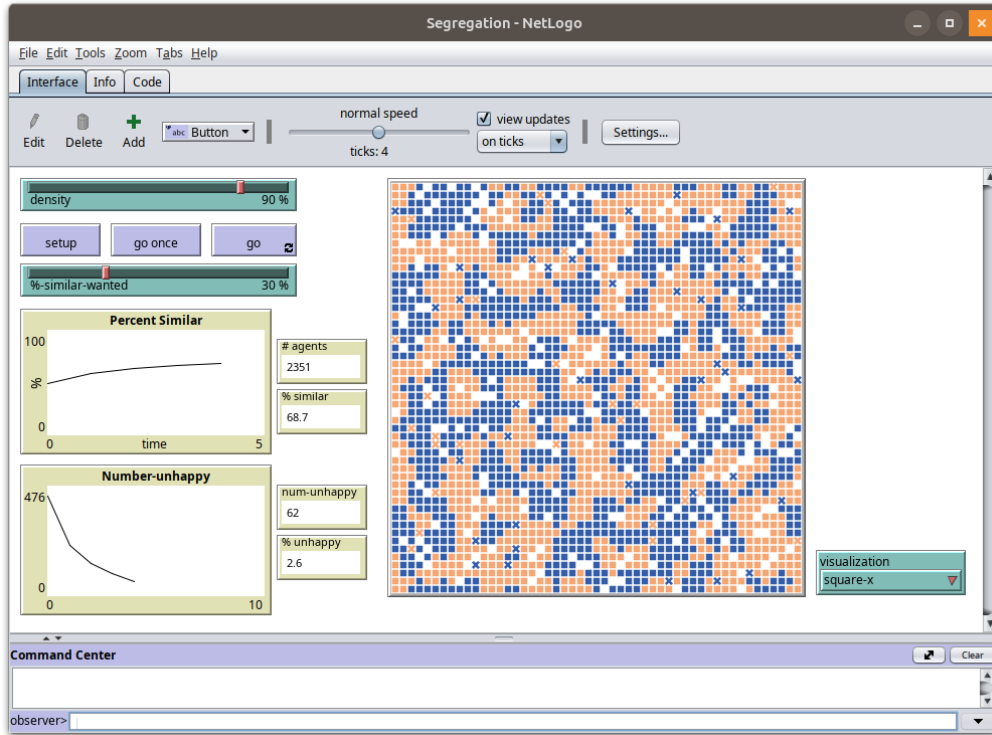 Segregation - NetLogo
File Edit Tools Zoom Tabs Help
Interface Info Code
normal speed
view updates
Edit Delete Add abc Button
on ticks
Settings...
ticks: 4
density 90 %
setup go once go
%-similar-wanted 30 %
Percent Similar
100
%
0
0 time 5
# agents
2351
% similar
68.7
Number-unhappy
476
0
0 10
num-unhappy
62
% unhappy
2.6
visualization
square-x
Command Center
Clear
observer>